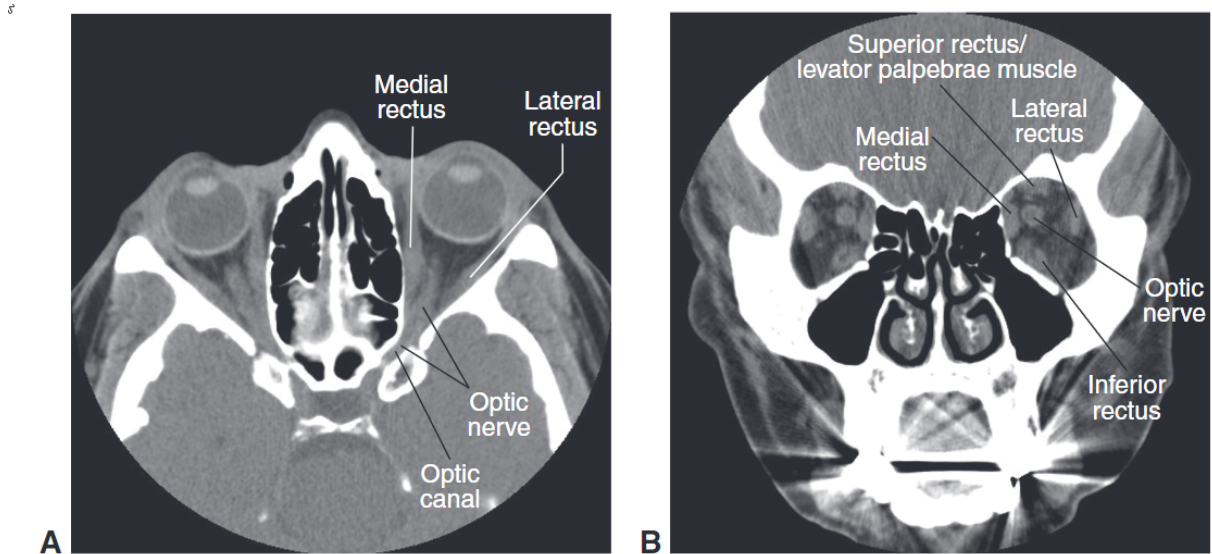 Medial
rectus
Lateral
rectus
Optic
nerve
Optic
canal
A
Superior rectus/
levator palpebrae muscle
Medial
rectus
Lateral
rectus
Optic
nerve
Inferior
rectus
B